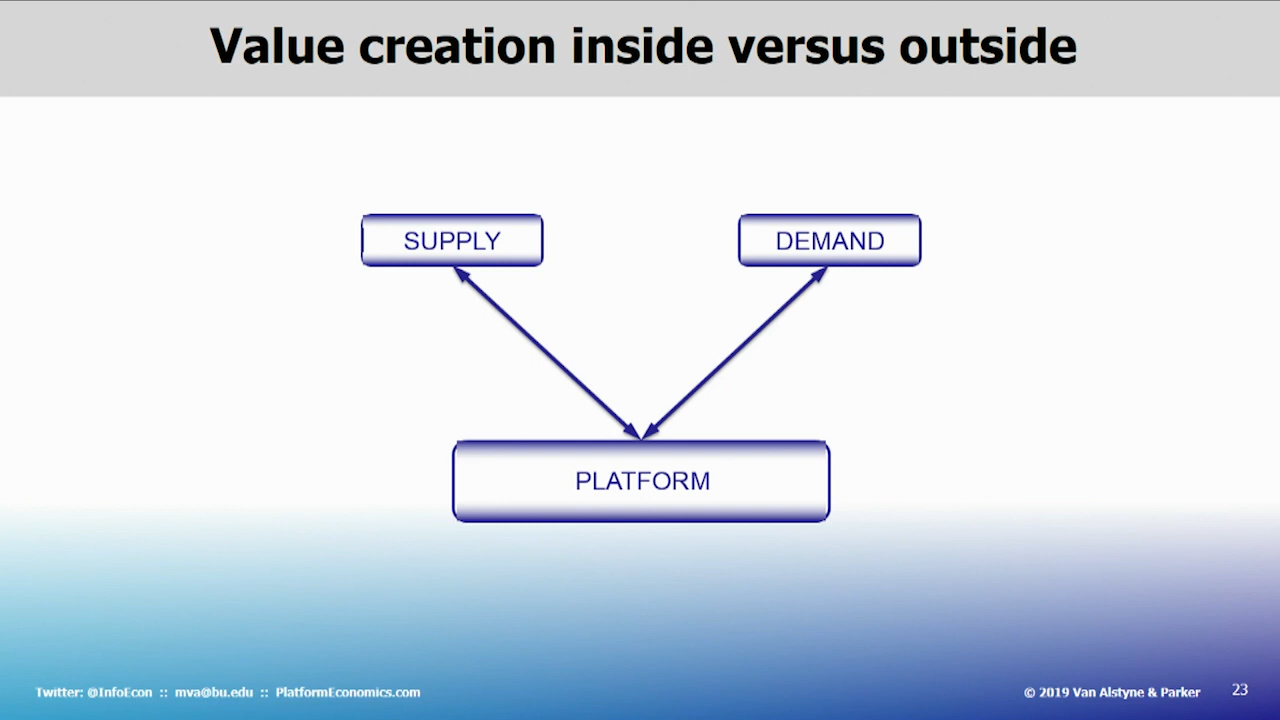 Value creation inside versus outside
SUPPLY
DEMAND
PLATFORM
Twitter: @InfoEcon :: mva@bu.edu :: PlatformEconomics.com
© 2019 Van Alstyne & Parker
23